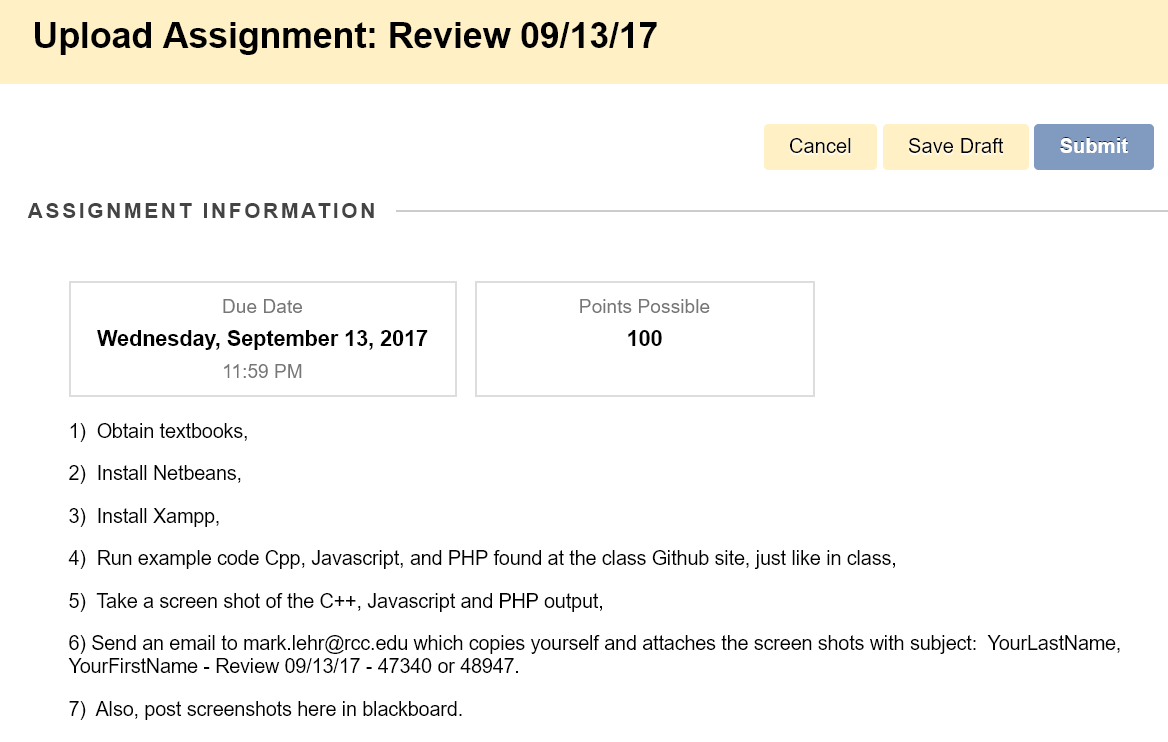 Upload Assignment: Review 09/13/17
Cancel
Save Draft
Submit
ASSIGNMENT INFORMATION
Due Date
Wednesday, September 13, 2017
11:59 PM
Points Possible
100
1)  Obtain textbooks,
2)  Install Netbeans,
3)  Install Xampp,
4)  Run example code Cpp, Javascript, and PHP found at the class Github site, just like in class,
5)  Take a screen shot of the C++, Javascript and PHP output,
6) Send an email to mark.lehr@rcc.edu which copies yourself and attaches the screen shots with subject:  YourLastName,
YourFirstName - Review 09/13/17 - 47340 or 48947.
7)  Also, post screenshots here in blackboard.